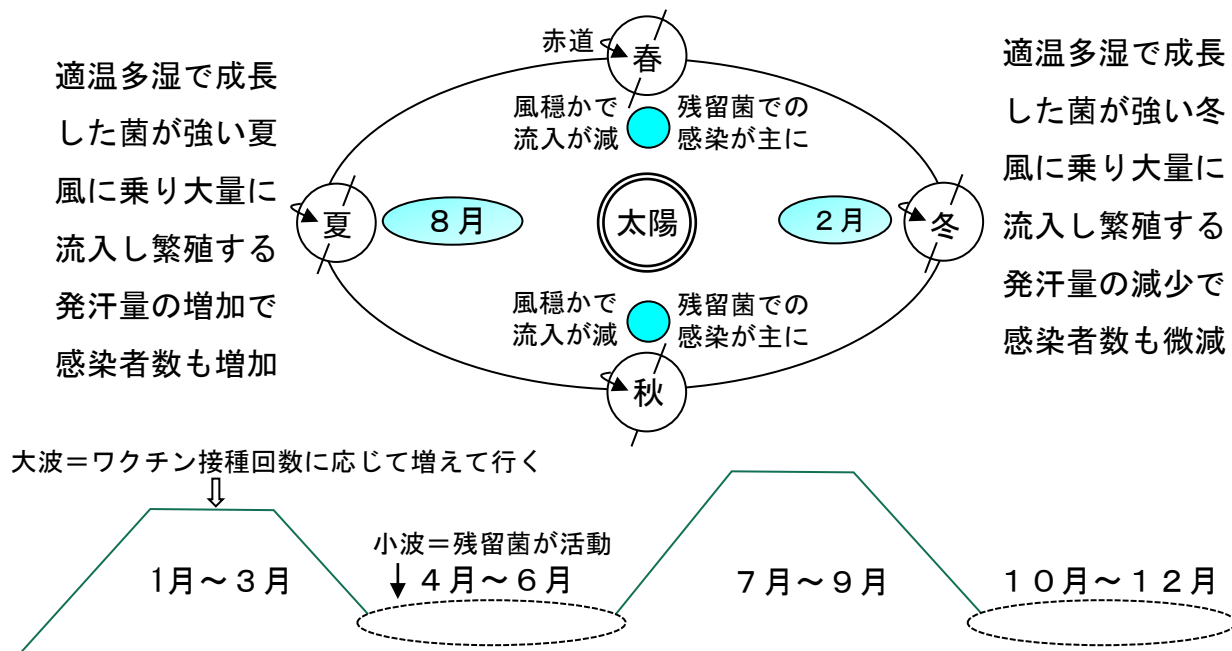 適温多湿で成長
した菌が強い夏
風に乗り大量に
流入し繁殖する
発汗量の増加で
感染者数も増加
赤道
春
風穏かで
流入が減
残留菌での
感染が主に
夏
８月
太陽
２月
冬
風穏かで
流入が減
残留菌での
感染が主に
秋
適温多湿で成長
した菌が強い冬
風に乗り大量に
流入し繁殖する
発汗量の減少で
感染者数も微減
大波＝ワクチン接種回数に応じて増えて行く
小波＝残留菌が活動
1月～３月
４月～６月
７月～９月
１０月～１２月